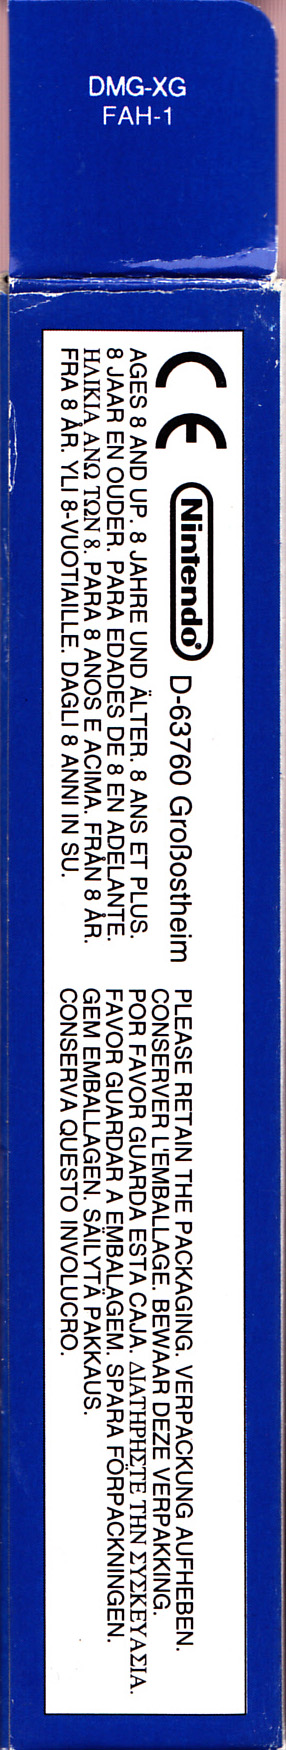 DMG-XG
FAH-1
CE Nintendo® D-63760 Großostheim
AGES 8 AND UP. 8 JAHRE UND ÄLTER. 8 ANS ET PLUS.
8 JAAR EN OUDER. PARA EDADES DE 8 EN ADELANTE.
ΗΛΙΚΙΑ ΑΝΩ ΤΩΝ 8. PARA 8 ANOS E ACIMA. FRÅN 8 ÅR.
FRA 8 ÅR. YLI 8-VUOTIAILLE. DAGLI 8 ANNI IN SU.
PLEASE RETAIN THE PACKAGING. VERPACKUNG AUFHEBEN.
CONSERVER L'EMBALLAGE. BEWAAR DEZE VERPAKKING.
POR FAVOR GUARDA ESTA CAJA. ΔΙΑΤΗΡΗΣΤΕ ΤΗΝ ΣΥΣΚΕΥΑΣΙΑ.
FAVOR GUARDAR A EMBALAGEM. SPARA FÖRPACKNINGEN.
GEM EMBALLAGEN. SÄILYTÄ PAKKAUS.
CONSERVA QUESTO INVOLUCRO.